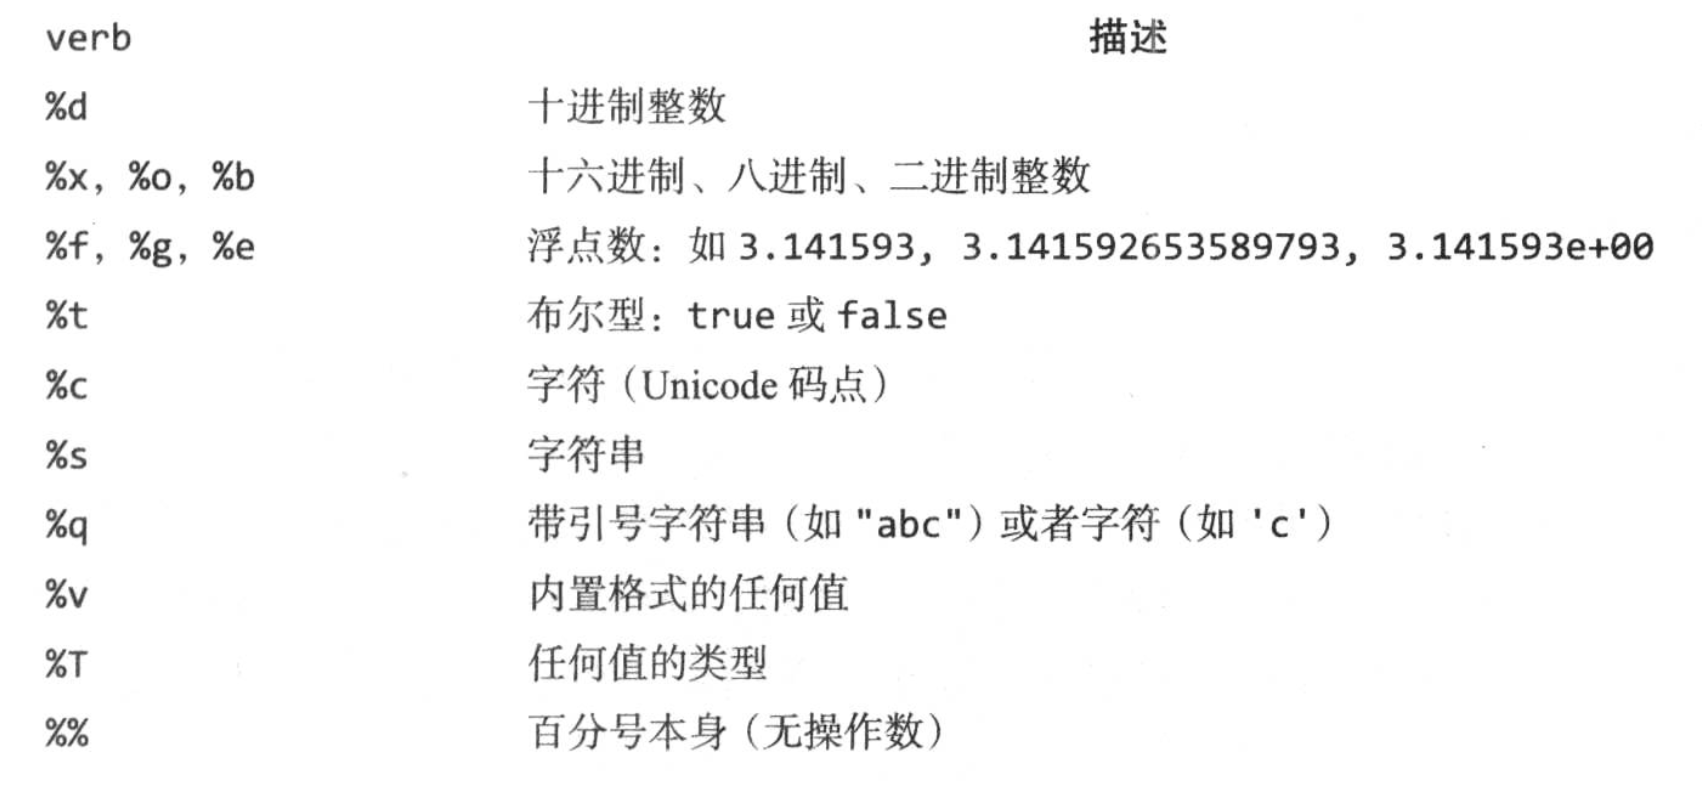 verb 描述
%d 十进制整数
%x, %o, %b 十六进制、八进制、二进制整数
%f, %g, %e 浮点数：如 3.141593, 3.141592653589793, 3.141593e+00
%t 布尔型：true 或 false
%c 字符（Unicode 码点）
%s 字符串
%q 带引号字符串（如 "abc"）或者字符（如 'c'）
%v 内置格式的任何值
%T 任何值的类型
%% 百分号本身（无操作数）